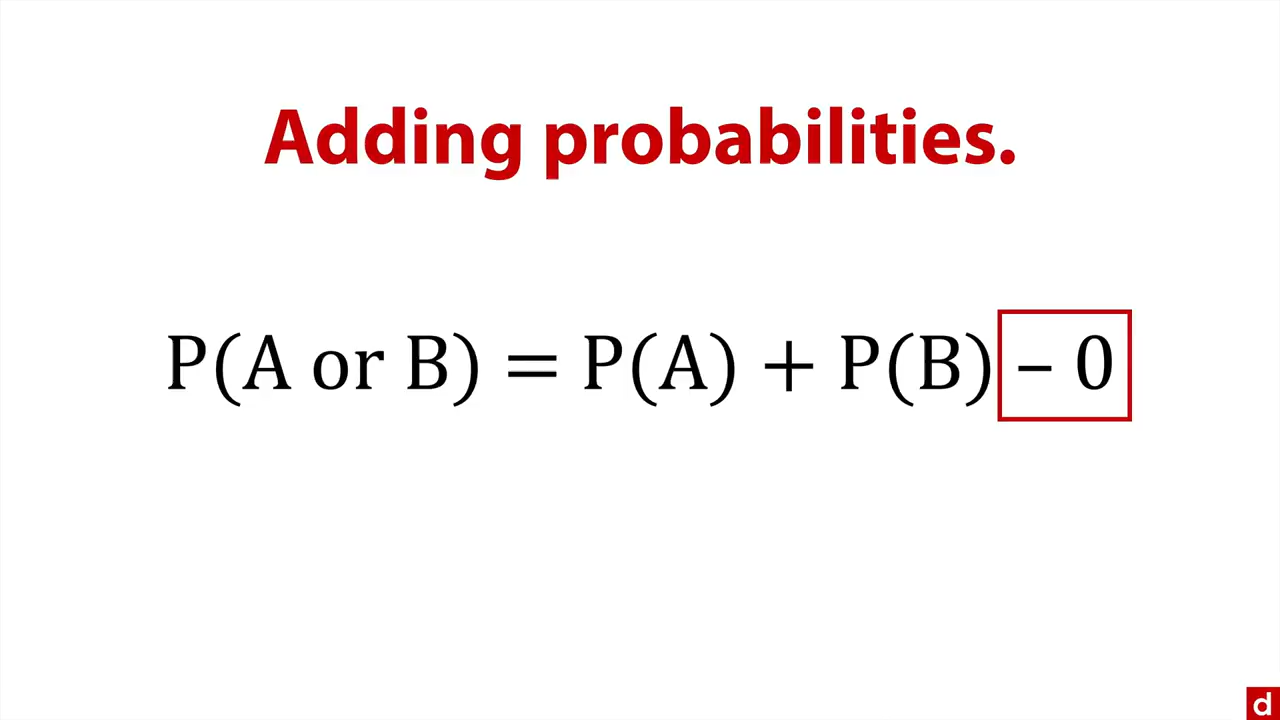 Adding probabilities.
P(A or B) = P(A) + P(B) – 0
d